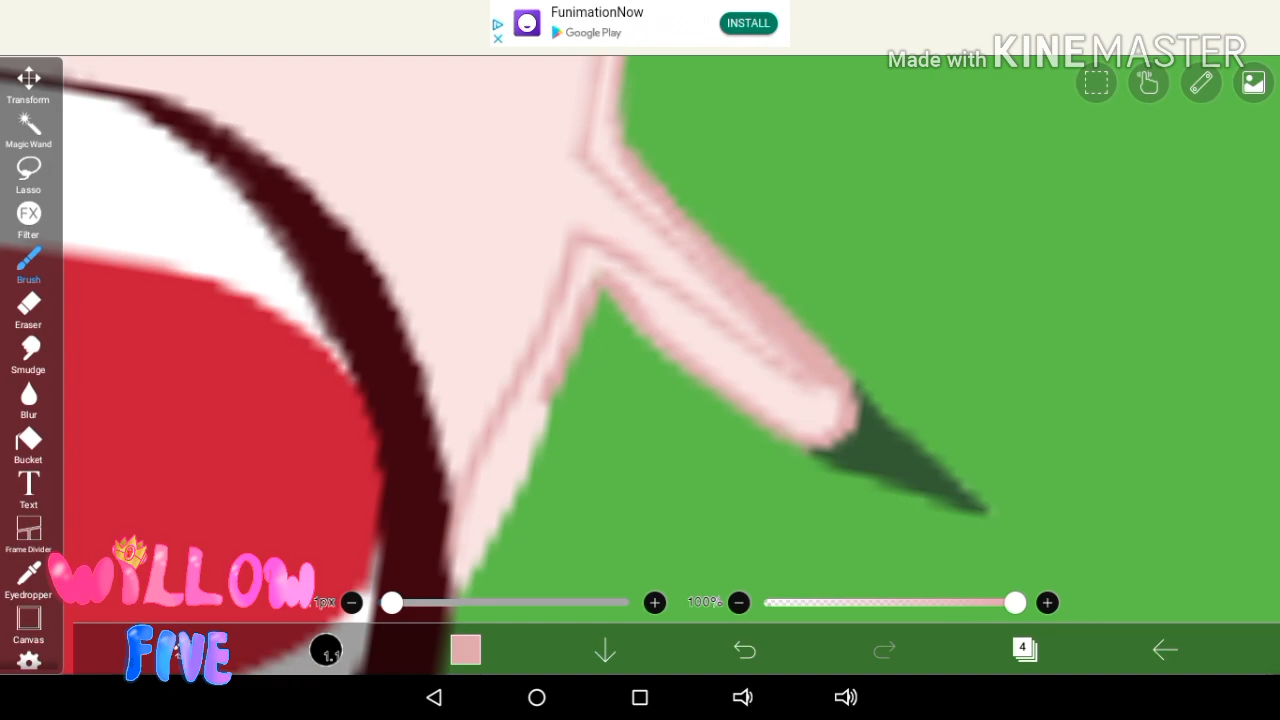 FunimationNow
Google Play
INSTALL
Made with KINEMASTER
Transform
Magic Wand
Lasso
FX
Filter
Brush
Eraser
Smudge
Blur
Bucket
T
Text
Frame Divider
Eyedropper
Canvas
WiLLOW
FIVE
1px
100%
4